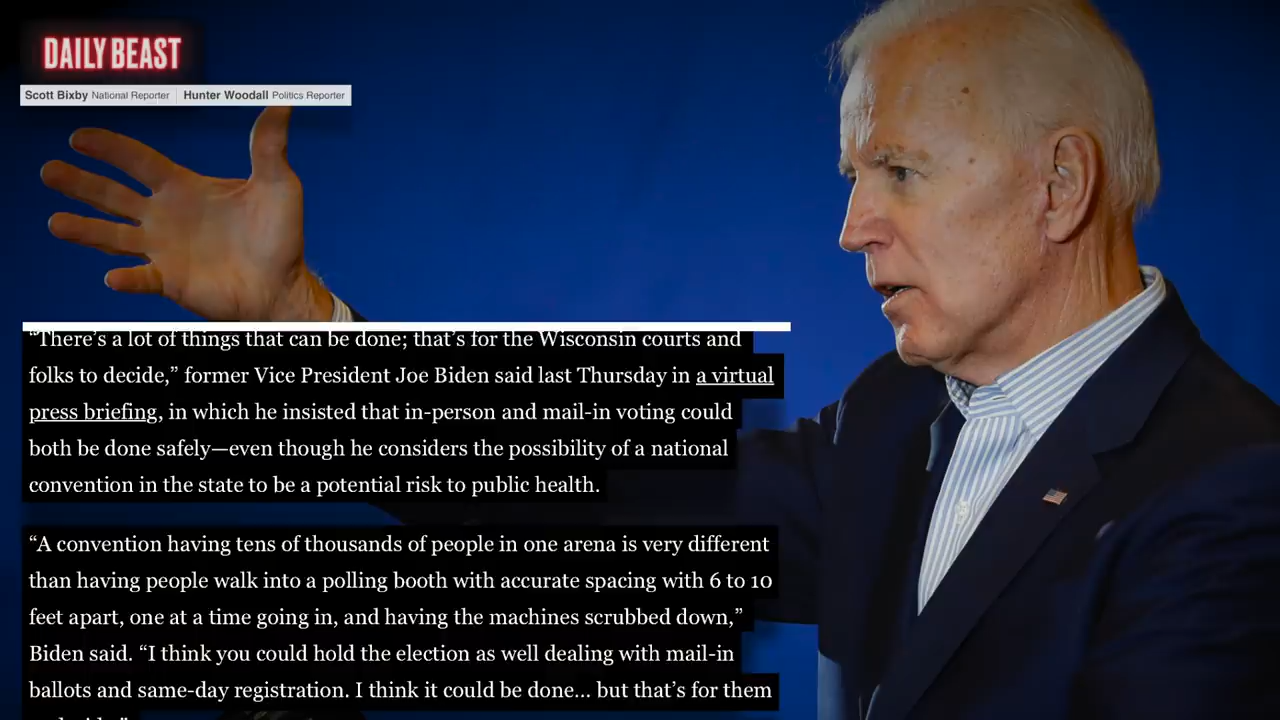 DAILY BEAST
Scott Bixby National Reporter Hunter Woodall Politics Reporter
“There’s a lot of things that can be done; that’s for the Wisconsin courts and
folks to decide,” former Vice President Joe Biden said last Thursday in a virtual
press briefing, in which he insisted that in-person and mail-in voting could
both be done safely—even though he considers the possibility of a national
convention in the state to be a potential risk to public health.
“A convention having tens of thousands of people in one arena is very different
than having people walk into a polling booth with accurate spacing with 6 to 10
feet apart, one at a time going in, and having the machines scrubbed down,”
Biden said. “I think you could hold the election as well dealing with mail-in
ballots and same-day registration. I think it could be done... but that’s for them